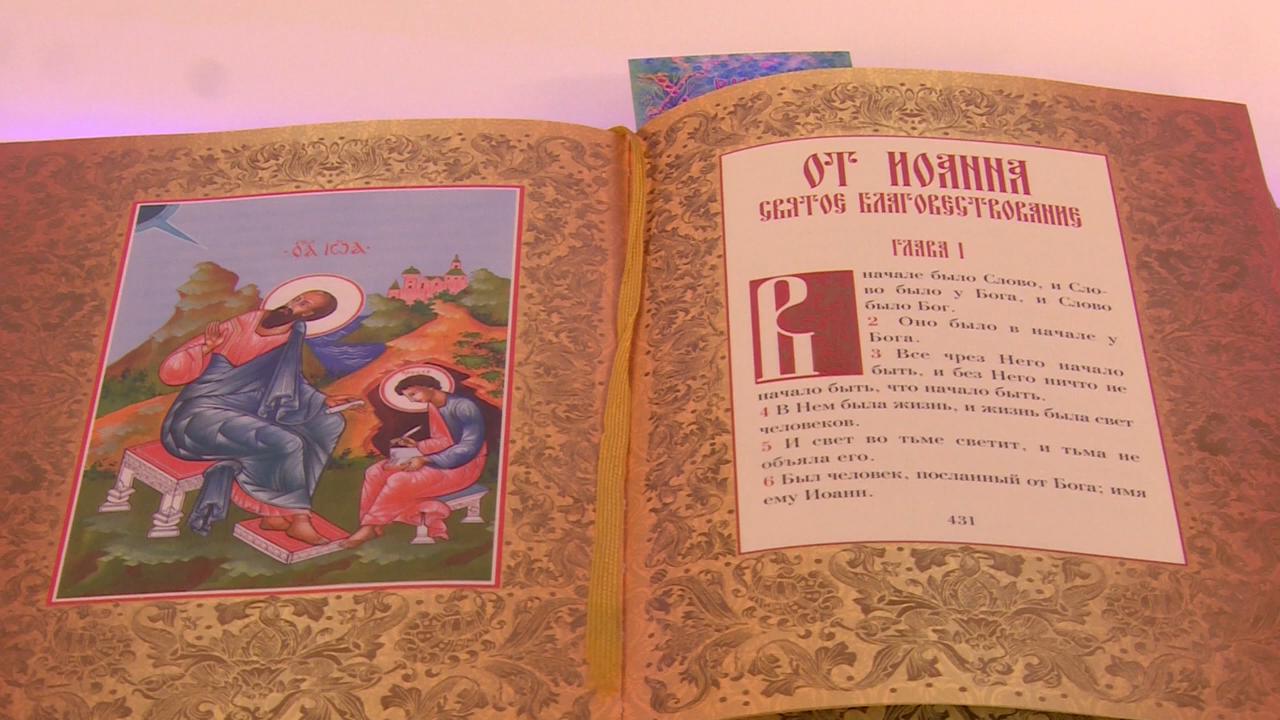 ОТ ИОАННА
СВЯТОЕ БЛАГОВЕСТВОВАНИЕ
ГЛАВА 1
В начале было Слово, и Сло-
во было у Бога, и Слово
было Бог.
2 Оно было в начале у
Бога.
3 Все чрез Него начало
быть, и без Него ничто не
начало быть, что начало быть.
4 В Нем была жизнь, и жизнь была свет
человеков.
5 И свет во тьме светит, и тьма не
объяла его.
6 Был человек, посланный от Бога; имя
ему Иоанн.
431